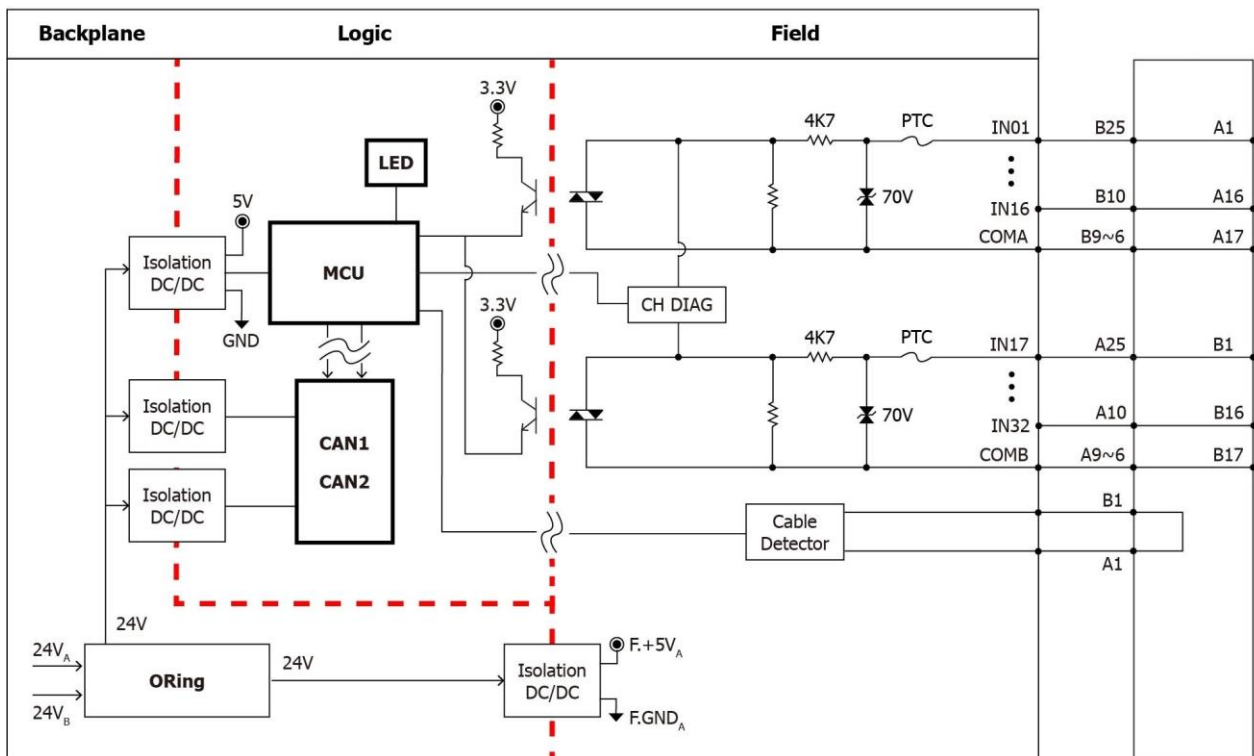 Backplane
Logic
Field
3.3V
4K7
PTC
IN01
B25
A1
LED
70V
IN16
B10
A16
5V
COMA
B9~6
A17
Isolation
DC/DC
MCU
CH DIAG
GND
3.3V
4K7
PTC
IN17
A25
B1
Isolation
DC/DC
70V
IN32
A10
B16
CAN1
CAN2
COMB
A9~6
B17
Isolation
DC/DC
B1
Cable
Detector
A1
24V
24VA
24VB
ORing
24V
Isolation
DC/DC
F.+5VA
F.GNDA